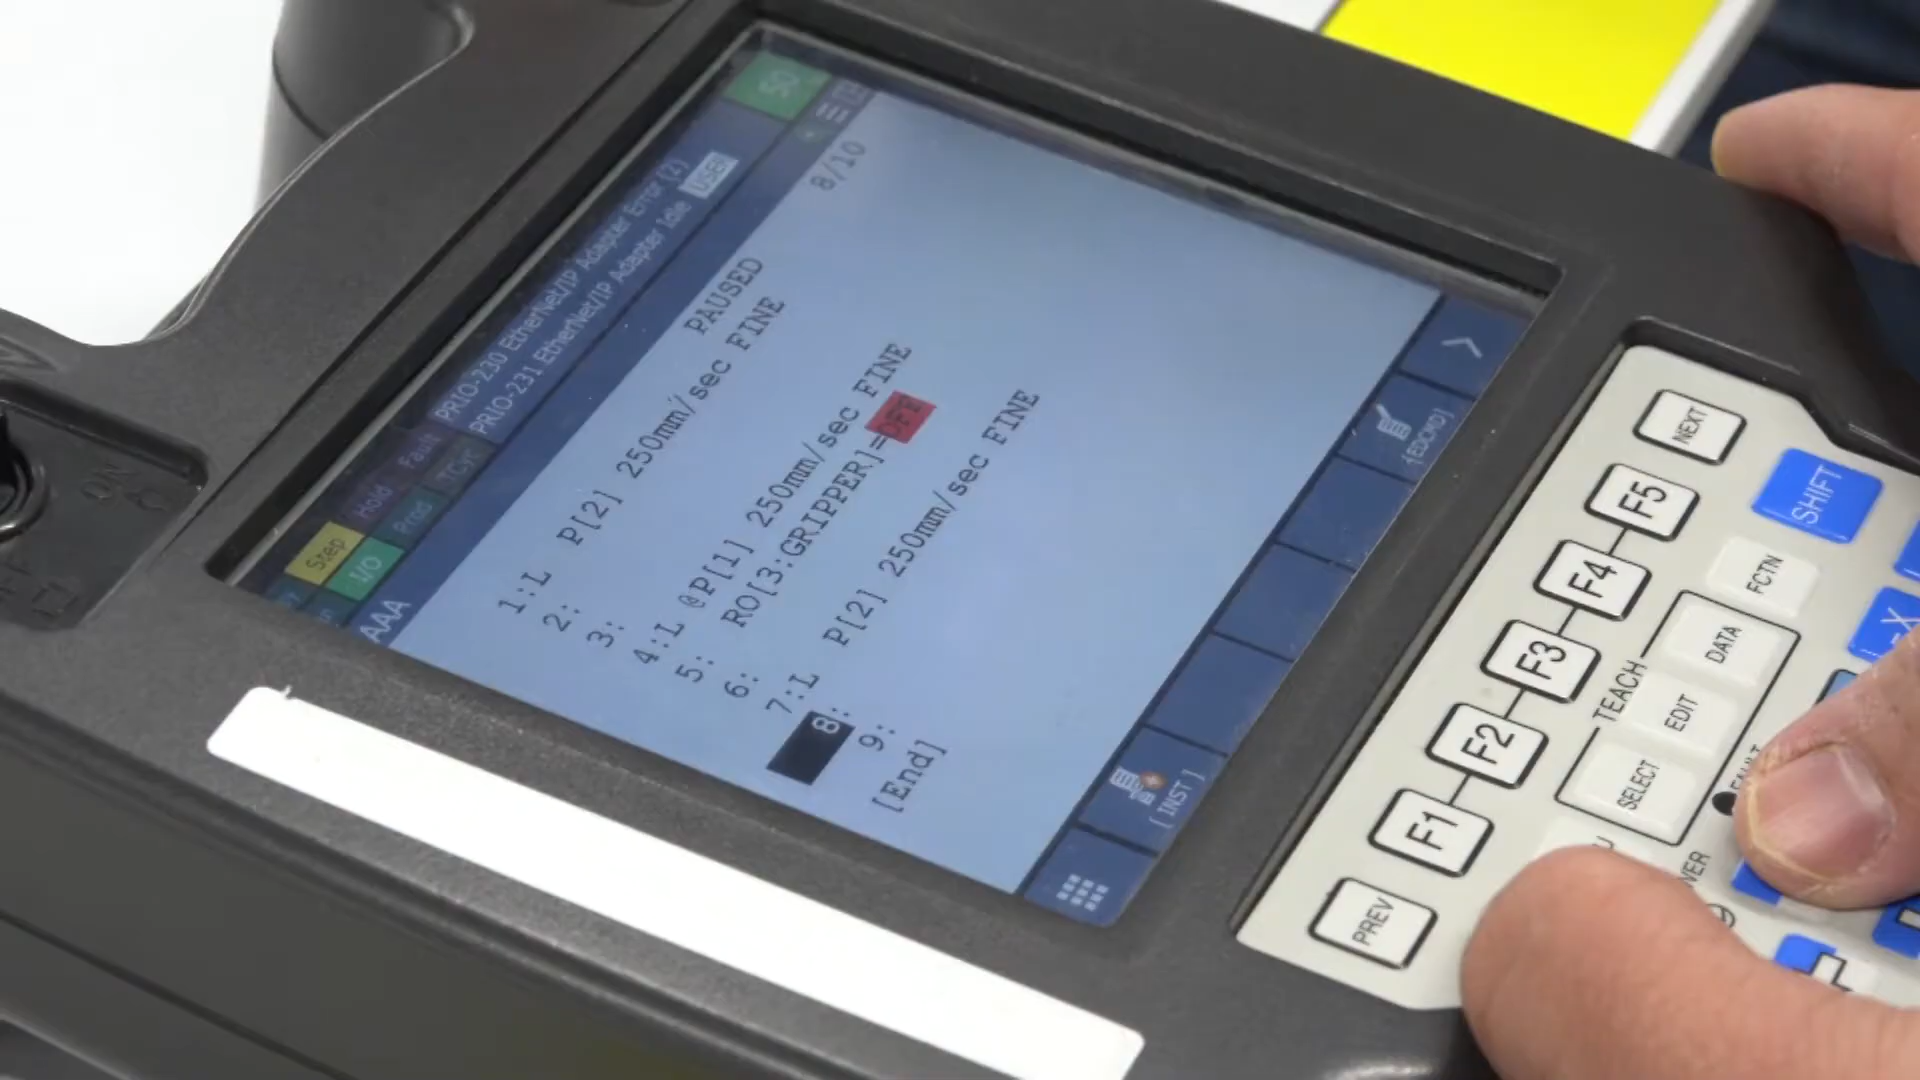 PRIO-230 EtherNet/IP Adapter Error (2)
PRIO-231 EtherNet/IP Adapter Idle
USER
50
Step
Hold
Fault
I/O
Prod
TCyc
AAA
8/10
PAUSED
1:L P[2] 250mm/sec FINE
2:
3:
4:L @P[1] 250mm/sec FINE
5: RO[3:GRIPPER]=OFF
6:
7:L P[2] 250mm/sec FINE
8:
9:
[End]
[INST]
[EDCMD]
>
PREV
F1
F2
F3
F4
F5
NEXT
SHIFT
FCTN
TEACH
SELECT
EDIT
DATA
-X
ON